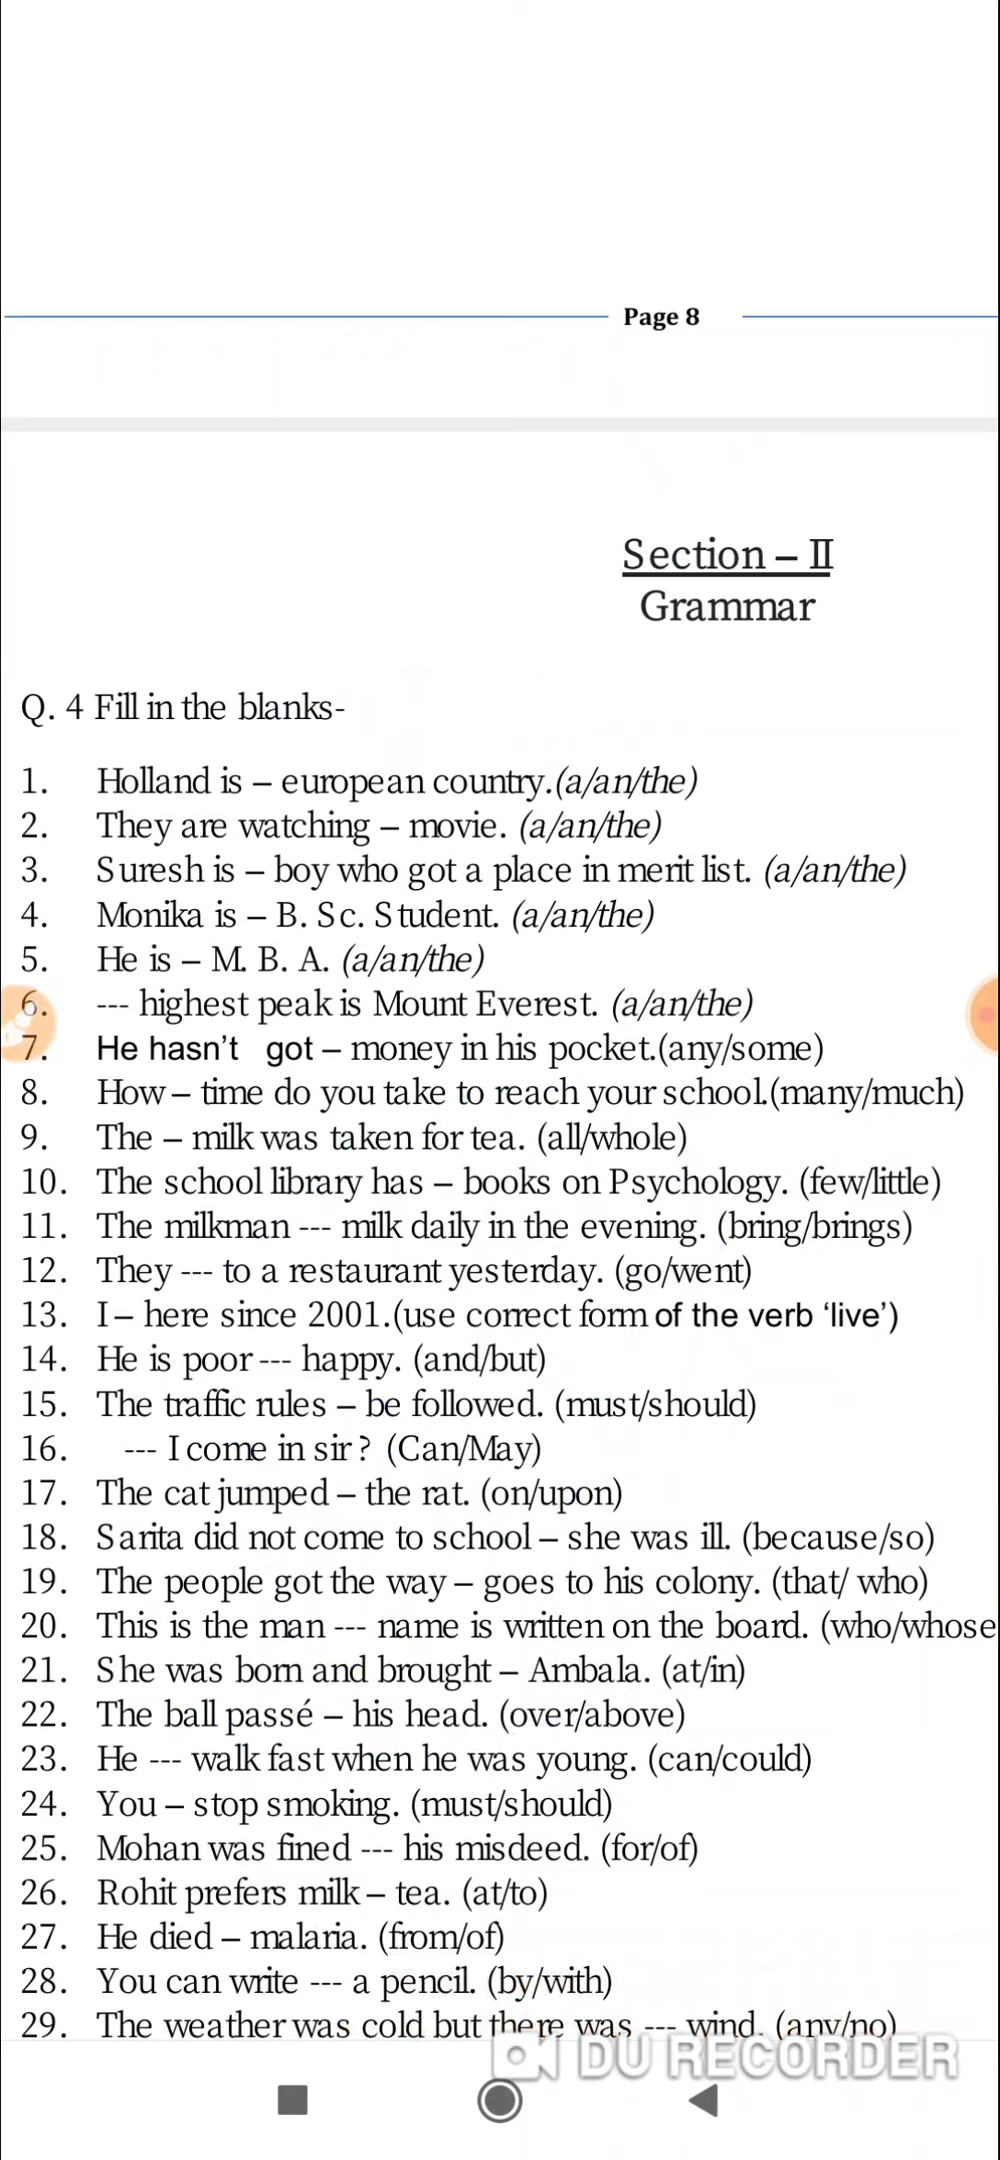 Page 8
Section – II
Grammar
Q. 4 Fill in the blanks-
1. Holland is – european country.(a/an/the)
2. They are watching – movie. (a/an/the)
3. Suresh is – boy who got a place in merit list. (a/an/the)
4. Monika is – B. Sc. Student. (a/an/the)
5. He is – M. B. A. (a/an/the)
6. --- highest peak is Mount Everest. (a/an/the)
7. He hasn’t got – money in his pocket.(any/some)
8. How – time do you take to reach your school.(many/much)
9. The – milk was taken for tea. (all/whole)
10. The school library has – books on Psychology. (few/little)
11. The milkman --- milk daily in the evening. (bring/brings)
12. They --- to a restaurant yesterday. (go/went)
13. I – here since 2001.(use correct form of the verb ‘live’)
14. He is poor --- happy. (and/but)
15. The traffic rules – be followed. (must/should)
16. --- I come in sir? (Can/May)
17. The cat jumped – the rat. (on/upon)
18. Sarita did not come to school – she was ill. (because/so)
19. The people got the way – goes to his colony. (that/ who)
20. This is the man --- name is written on the board. (who/whose
21. She was born and brought – Ambala. (at/in)
22. The ball passé – his head. (over/above)
23. He --- walk fast when he was young. (can/could)
24. You – stop smoking. (must/should)
25. Mohan was fined --- his misdeed. (for/of)
26. Rohit prefers milk – tea. (at/to)
27. He died – malaria. (from/of)
28. You can write --- a pencil. (by/with)
29. The weather was cold but there was --- wind. (any/no)
DU RECORDER